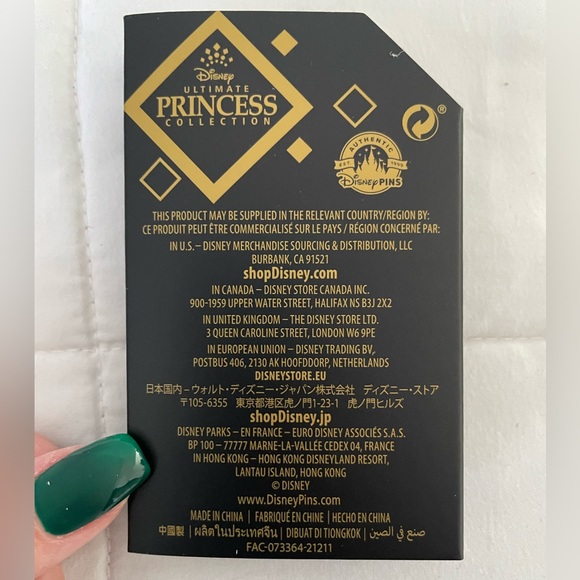 Disney
ULTIMATE
PRINCESS
COLLECTION
®
AUTHENTIC
EST. 1999
Disney PINS
THIS PRODUCT MAY BE SUPPLIED IN THE RELEVANT COUNTRY/REGION BY:
CE PRODUIT PEUT ÊTRE COMMERCIALISÉ SUR LE PAYS / RÉGION CONCERNÉ PAR:
IN U.S.– DISNEY MERCHANDISE SOURCING & DISTRIBUTION, LLC
BURBANK, CA 91521
shopDisney.com
IN CANADA – DISNEY STORE CANADA INC.
900-1959 UPPER WATER STREET, HALIFAX NS B3J 2X2
IN UNITED KINGDOM – THE DISNEY STORE LTD.
3 QUEEN CAROLINE STREET, LONDON W6 9PE
IN EUROPEAN UNION – DISNEY TRADING BV,
POSTBUS 406, 2130 AK HOOFDDORP, NETHERLANDS
DISNEYSTORE.EU
日本国内 – ウォルト・ディズニー・ジャパン株式会社 ディズニー・ストア
〒105-6355 東京都港区虎ノ門1-23-1 虎ノ門ヒルズ
shopDisney.jp
DISNEY PARKS – EN FRANCE – EURO DISNEY ASSOCIÉS S.A.S.
BP 100 – 77777 MARNE-LA-VALLÉE CEDEX 04, FRANCE
IN HONG KONG – HONG KONG DISNEYLAND RESORT,
LANTAU ISLAND, HONG KONG
© DISNEY
www.DisneyPins.com
MADE IN CHINA | FABRIQUÉ EN CHINE | HECHO EN CHINA
中國製 | ผลิตในประเทศจีน | DIBUAT DI TIONGKOK | صنع في الصين
FAC-073364-21211